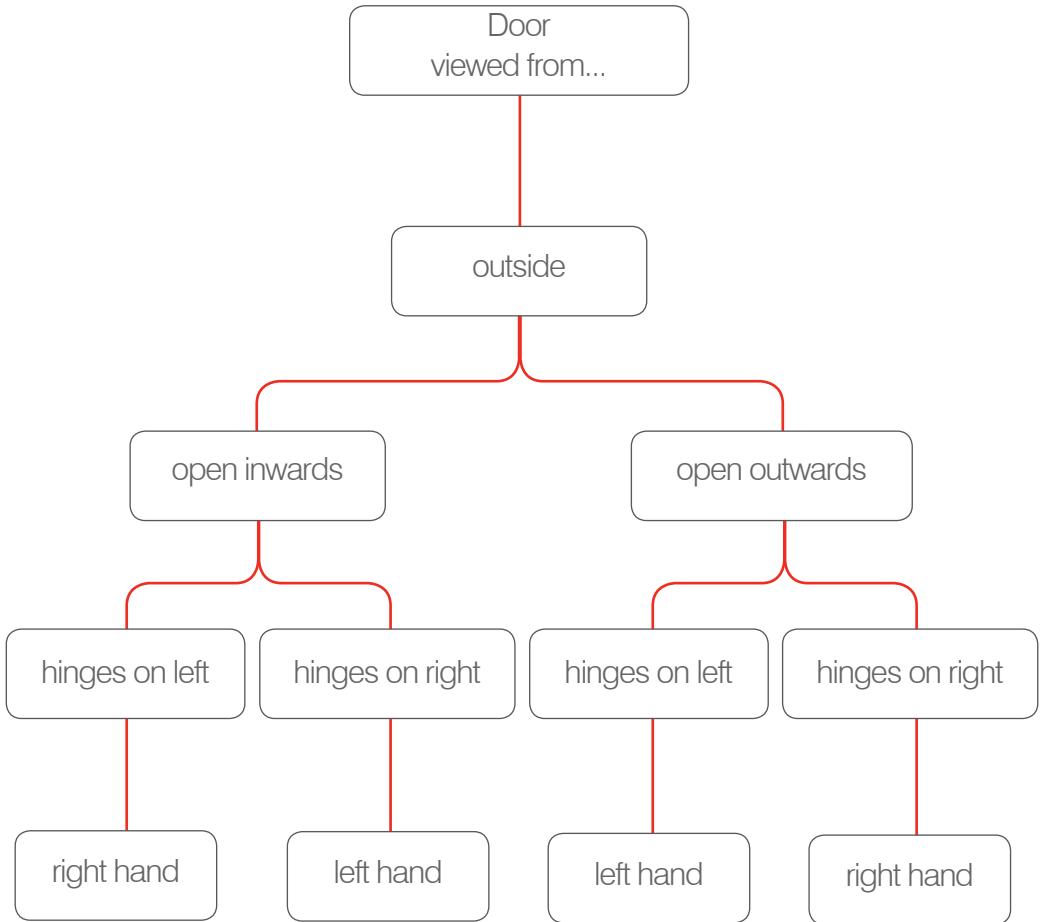 Door
viewed from...
outside
open inwards
open outwards
hinges on left
hinges on right
hinges on left
hinges on right
right hand
left hand
left hand
right hand